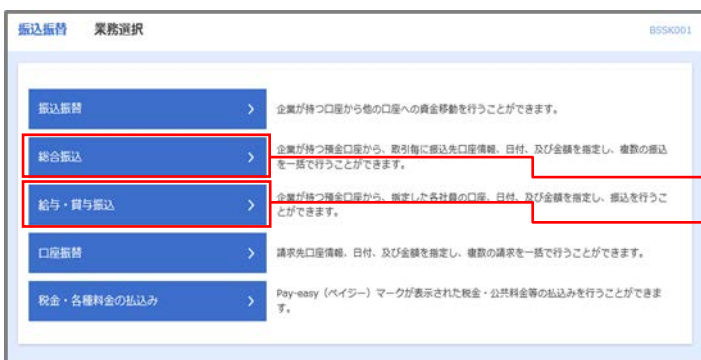 振込振替 業務選択 BSSK001
振込振替 > 企業が持つ口座から他の口座への資金移動を行うことができます。
総合振込 > 企業が持つ預金口座から、取引毎に振込先口座情報、日付、及び金額を指定し、複数の振込
を一括で行うことができます。
給与・賞与振込 > 企業が持つ預金口座から、指定した各社員の口座、日付、及び金額を指定し、振込を行うこ
とができます。
口座振替 > 請求先口座情報、日付、及び金額を指定し、複数の請求を一括で行うことができます。
税金・各種料金の払込み > Pay-easy（ペイジー）マークが表示された税金・公共料金等の払込みを行うことができま
す。